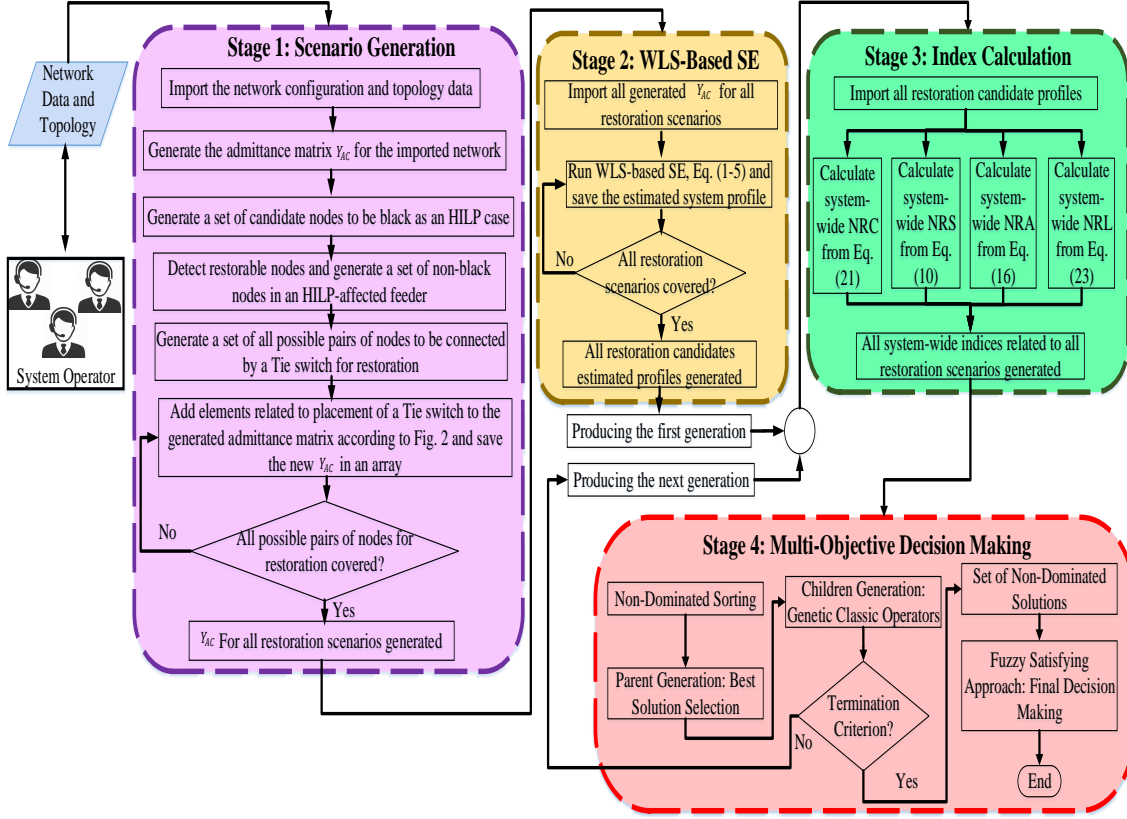 Network
Data and
Topology
System Operator
Stage 1: Scenario Generation
Import the network configuration and topology data
Generate the admittance matrix Y_AC for the imported network
Generate a set of candidate nodes to be black as an HILP case
Detect restorable nodes and generate a set of non-black
nodes in an HILP-affected feeder
Generate a set of all possible pairs of nodes to be connected
by a Tie switch for restoration
Add elements related to placement of a Tie switch to the
generated admittance matrix according to Fig. 2 and save
the new Y_AC in an array
No
All possible pairs of nodes for
restoration covered?
Yes
Y_AC For all restoration scenarios generated
Stage 2: WLS-Based SE
Import all generated Y_AC for all
restoration scenarios
Run WLS-based SE, Eq. (1-5) and
save the estimated system profile
No
All restoration
scenarios covered?
Yes
All restoration candidates
estimated profiles generated
Producing the first generation
Producing the next generation
Stage 3: Index Calculation
Import all restoration candidate profiles
Calculate
system-
wide NRC
from Eq.
(21)
Calculate
system-
wide NRS
from Eq.
(10)
Calculate
system-
wide NRA
from Eq.
(16)
Calculate
system-
wide NRL
from Eq.
(23)
All system-wide indices related to all
restoration scenarios generated
Stage 4: Multi-Objective Decision Making
Non-Dominated Sorting
Parent Generation: Best
Solution Selection
Children Generation:
Genetic Classic Operators
Termination
Criterion?
No
Yes
Set of Non-Dominated
Solutions
Fuzzy Satisfying
Approach: Final Decision
Making
End